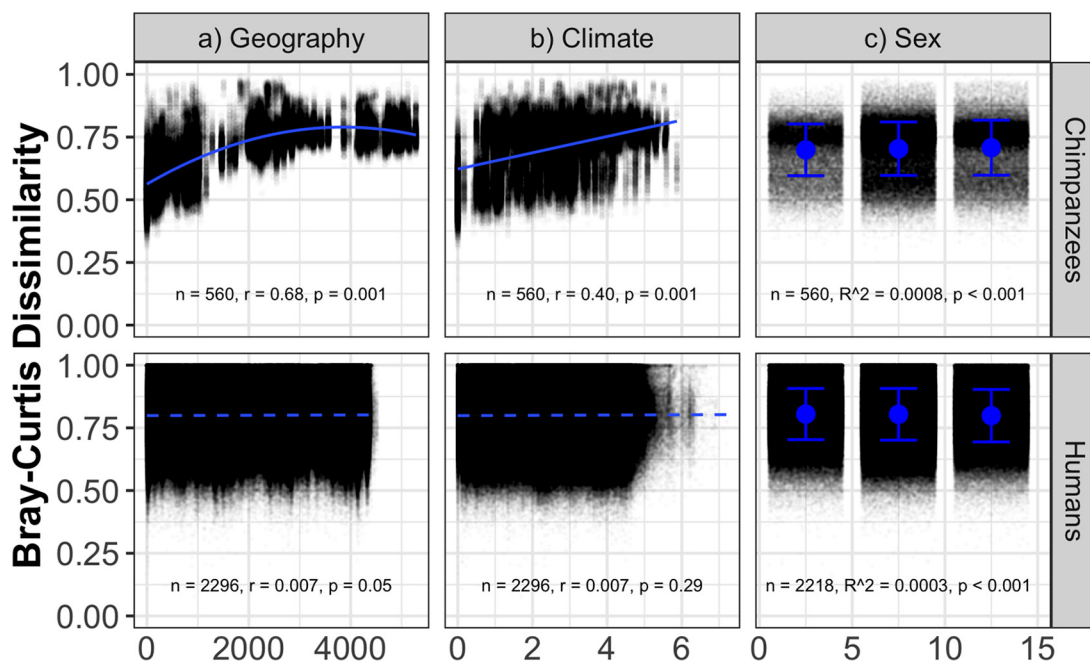 a) Geography
b) Climate
c) Sex
Bray-Curtis Dissimilarity
1.00
0.75
0.50
0.25
0.00
n = 560, r = 0.68, p = 0.001
n = 560, r = 0.40, p = 0.001
n = 560, R^2 = 0.0008, p < 0.001
Chimpanzees
1.00
0.75
0.50
0.25
0.00
n = 2296, r = 0.007, p = 0.05
n = 2296, r = 0.007, p = 0.29
n = 2218, R^2 = 0.0003, p < 0.001
Humans
0 2000 4000
0 2 4 6
0 5 10 15